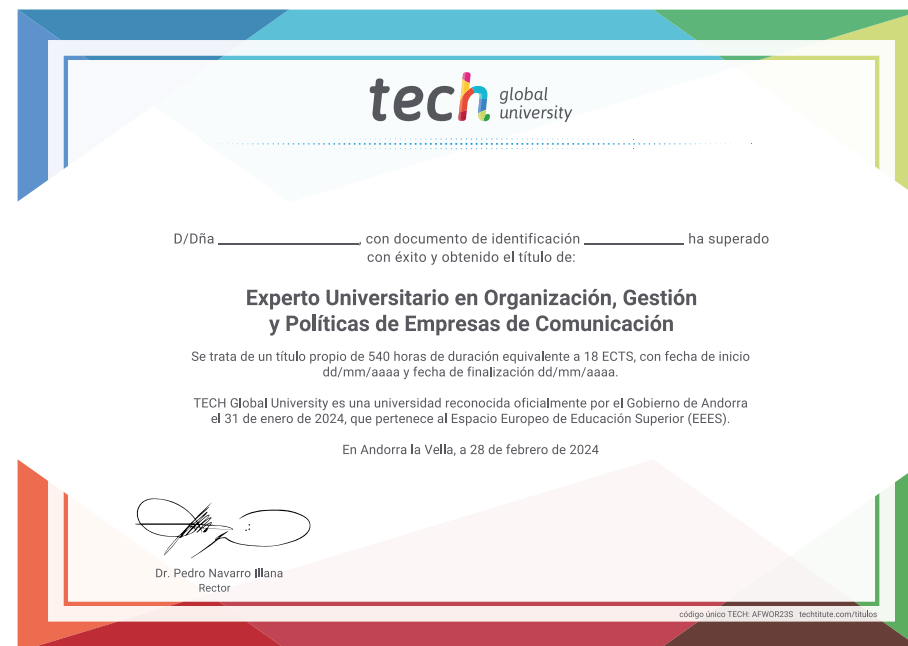 tech global university
D/Dña ____________________, con documento de identificación ______________ ha superado
con éxito y obtenido el título de:
Experto Universitario en Organización, Gestión
y Políticas de Empresas de Comunicación
Se trata de un título propio de 540 horas de duración equivalente a 18 ECTS, con fecha de inicio
dd/mm/aaaa y fecha de finalización dd/mm/aaaa.
TECH Global University es una universidad reconocida oficialmente por el Gobierno de Andorra
el 31 de enero de 2024, que pertenece al Espacio Europeo de Educación Superior (EEES).
En Andorra la Vella, a 28 de febrero de 2024
Dr. Pedro Navarro Illana
Rector
código único TECH: AFWOR23S techtitute.com/titulos